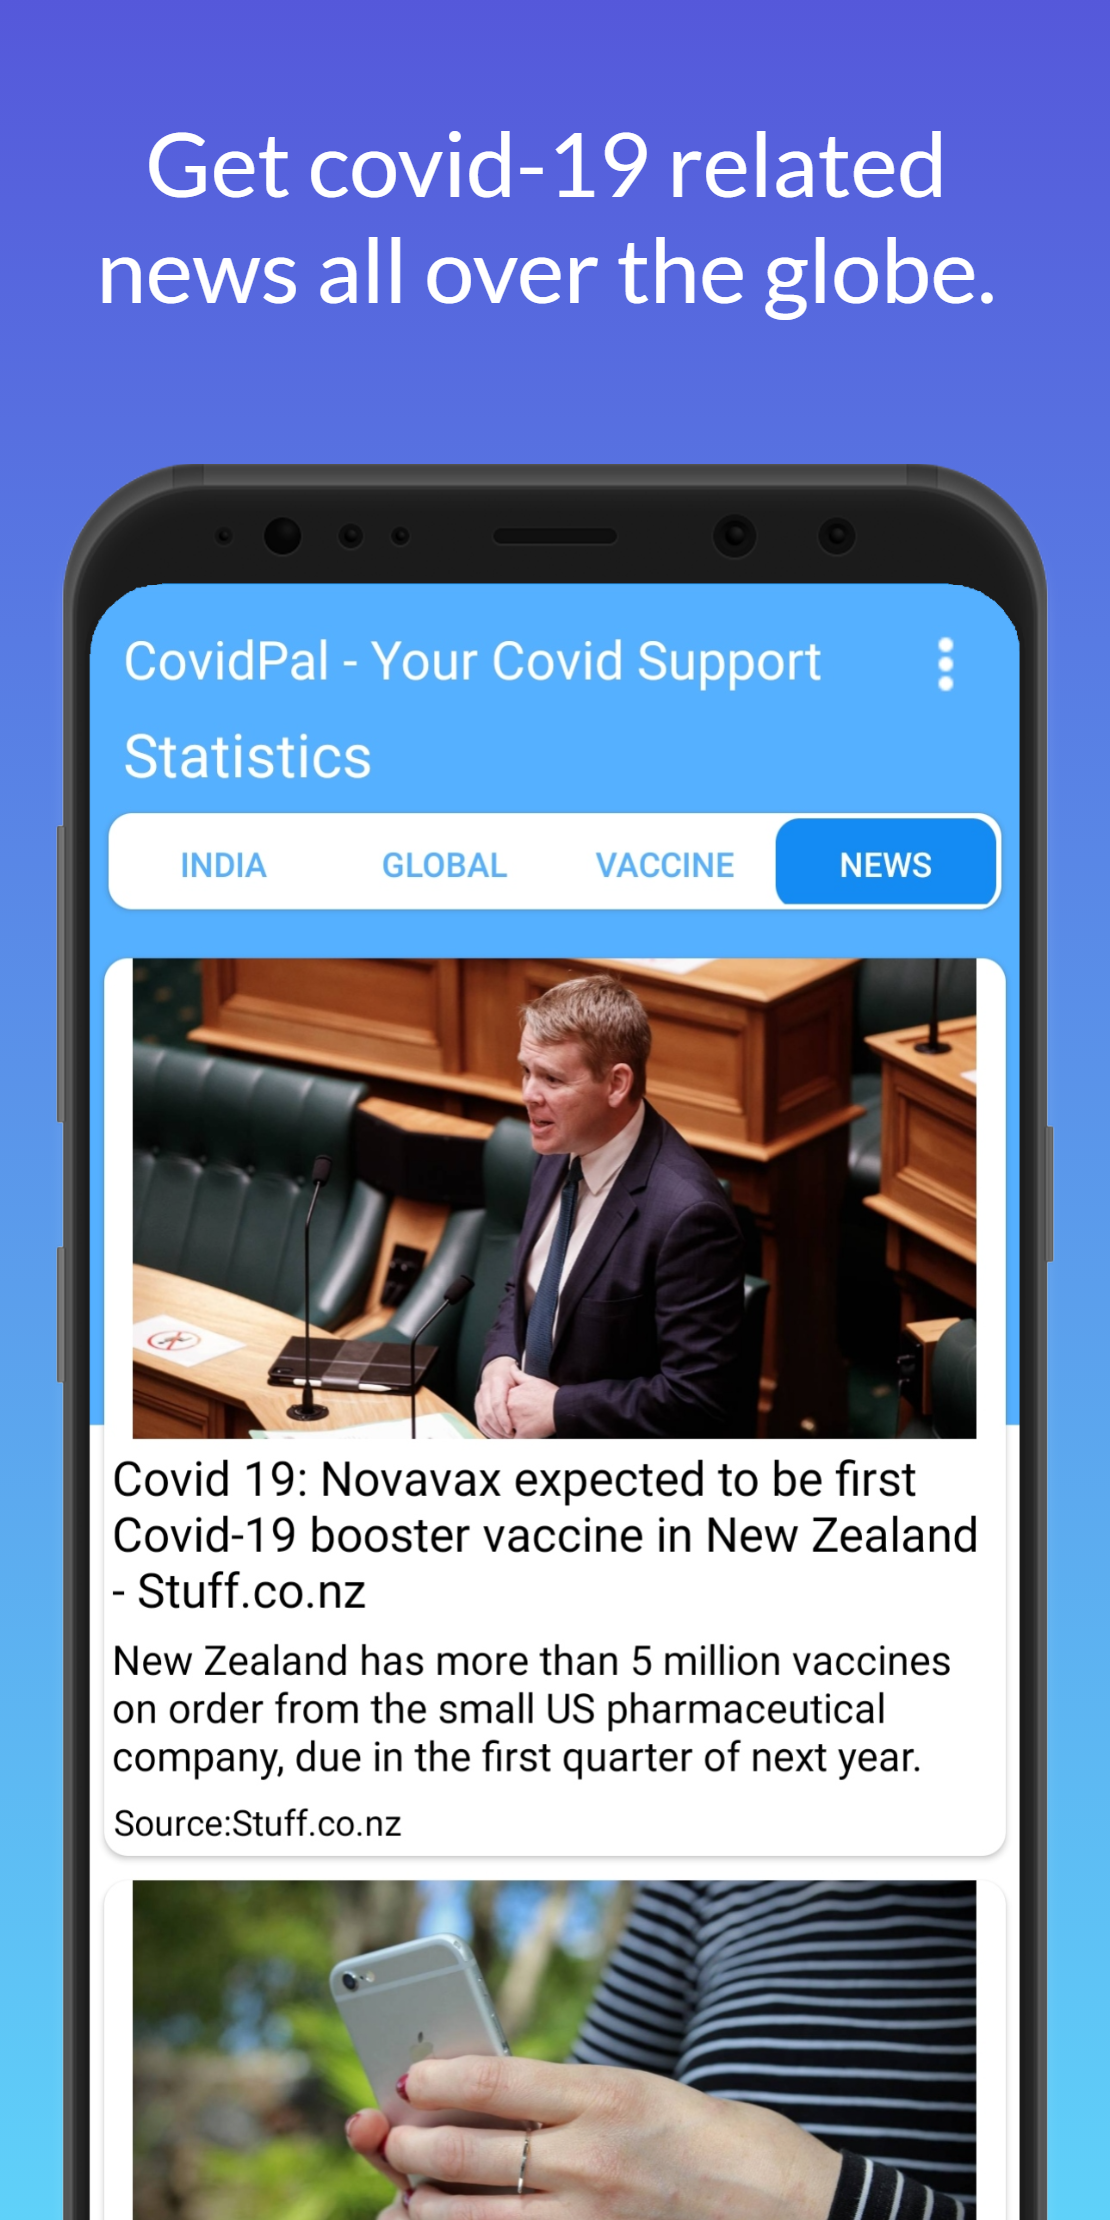 Get covid-19 related
news all over the globe.
CovidPal - Your Covid Support
Statistics
INDIA GLOBAL VACCINE NEWS
Covid 19: Novavax expected to be first
Covid-19 booster vaccine in New Zealand
- Stuff.co.nz
New Zealand has more than 5 million vaccines
on order from the small US pharmaceutical
company, due in the first quarter of next year.
Source:Stuff.co.nz